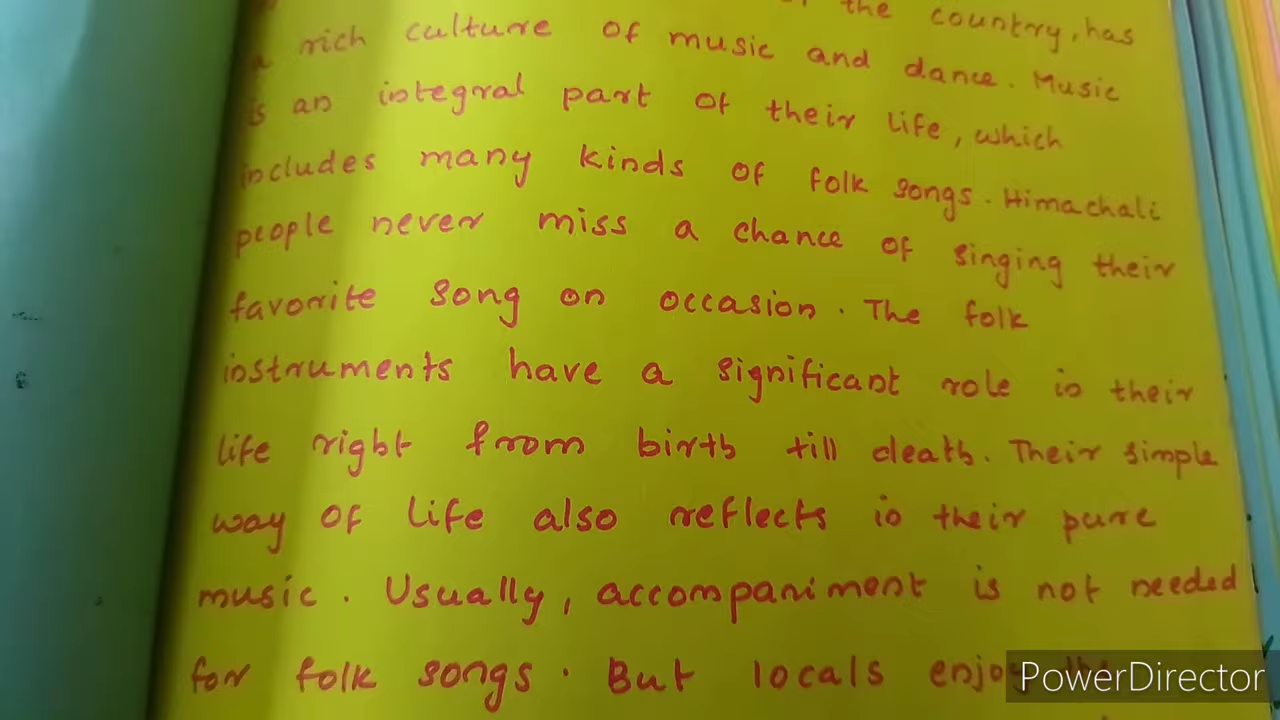 the country, has
a rich culture of music and dance. Music
is an integral part of their life, which
includes many kinds of folk songs. Himachali
people never miss a chance of singing their
favorite song on occasion. The folk
instruments have a significant role in their
life right from birth till death. Their simple
way of life also reflects in their pure
music. Usually, accompaniment is not needed
for folk songs. But locals enjoy the
PowerDirector